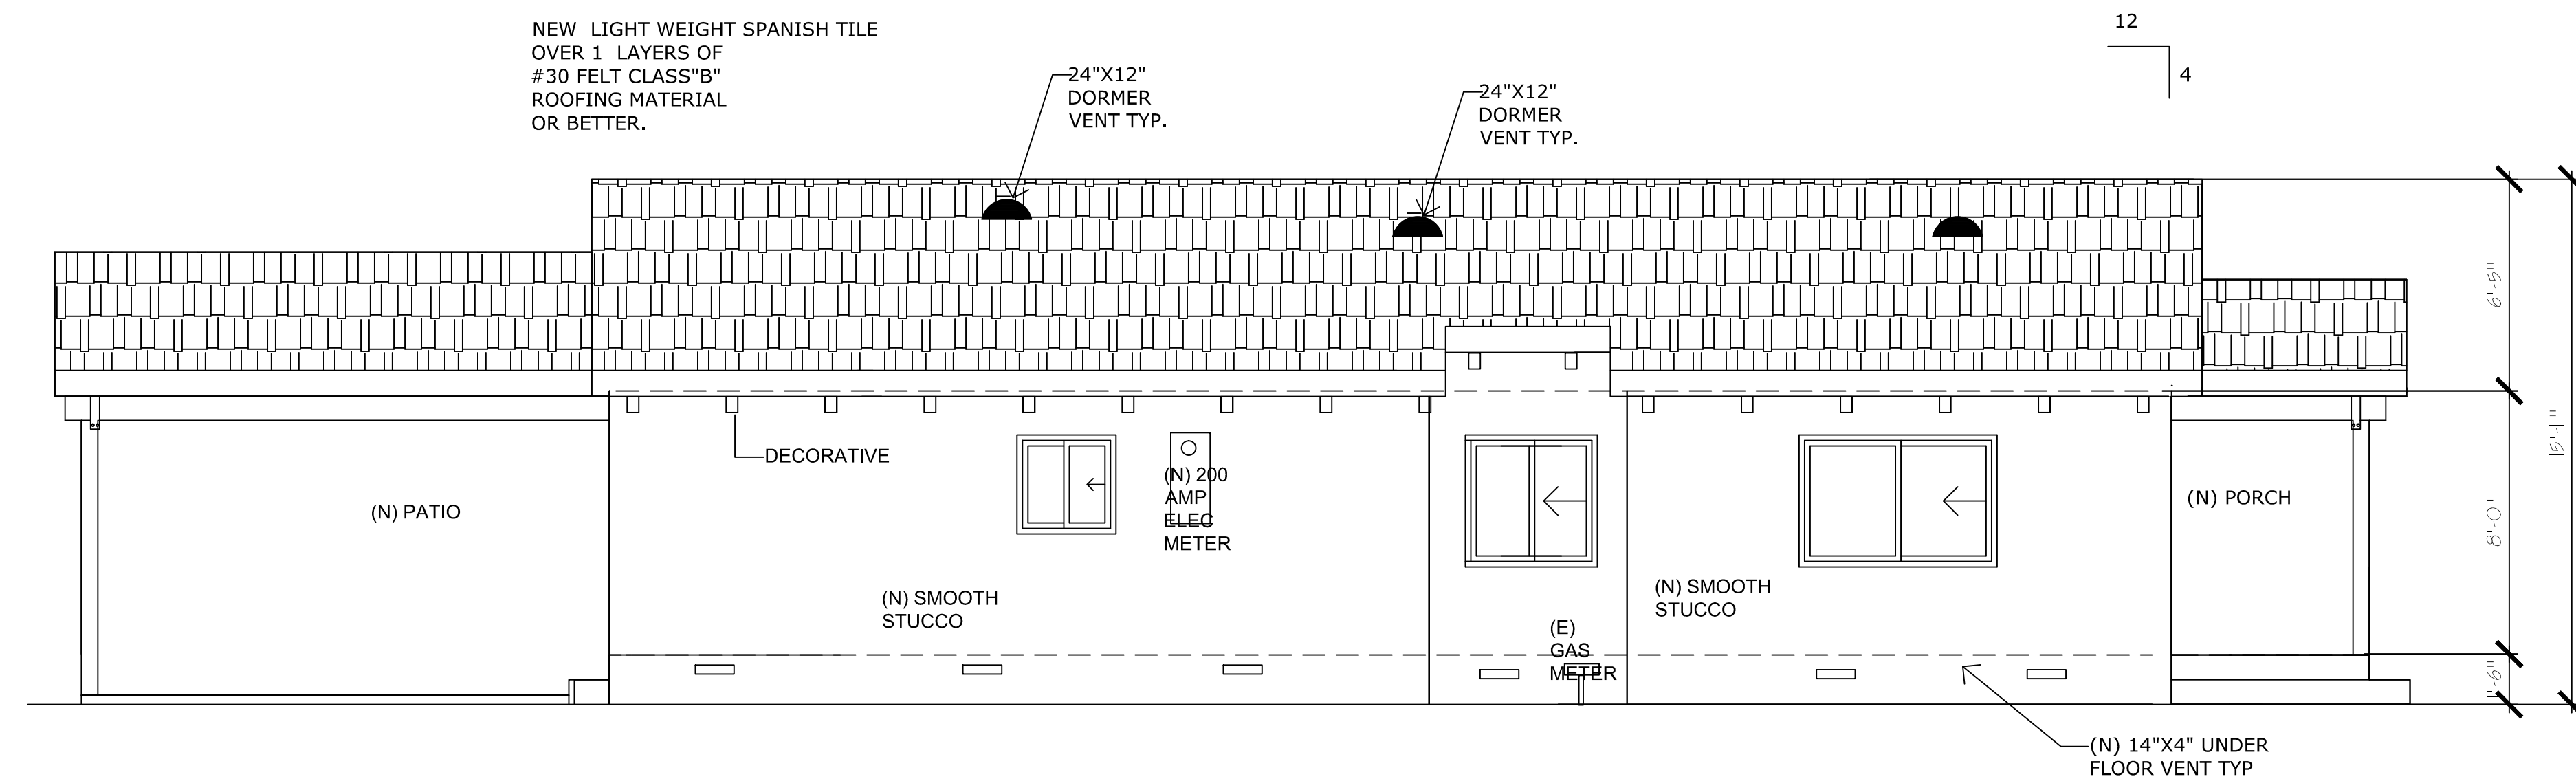 NEW LIGHT WEIGHT SPANISH TILE
OVER 1 LAYERS OF
#30 FELT CLASS"B"
ROOFING MATERIAL
OR BETTER.
24"X12"
DORMER
VENT TYP.
24"X12"
DORMER
VENT TYP.
12
4
6'-5"
15'-11"
8'-0"
1'-6"
DECORATIVE
(N) 200
AMP
ELEC
METER
(N) PATIO
(N) PORCH
(N) SMOOTH
STUCCO
(N) SMOOTH
STUCCO
(E)
GAS
METER
(N) 14"X4" UNDER
FLOOR VENT TYP